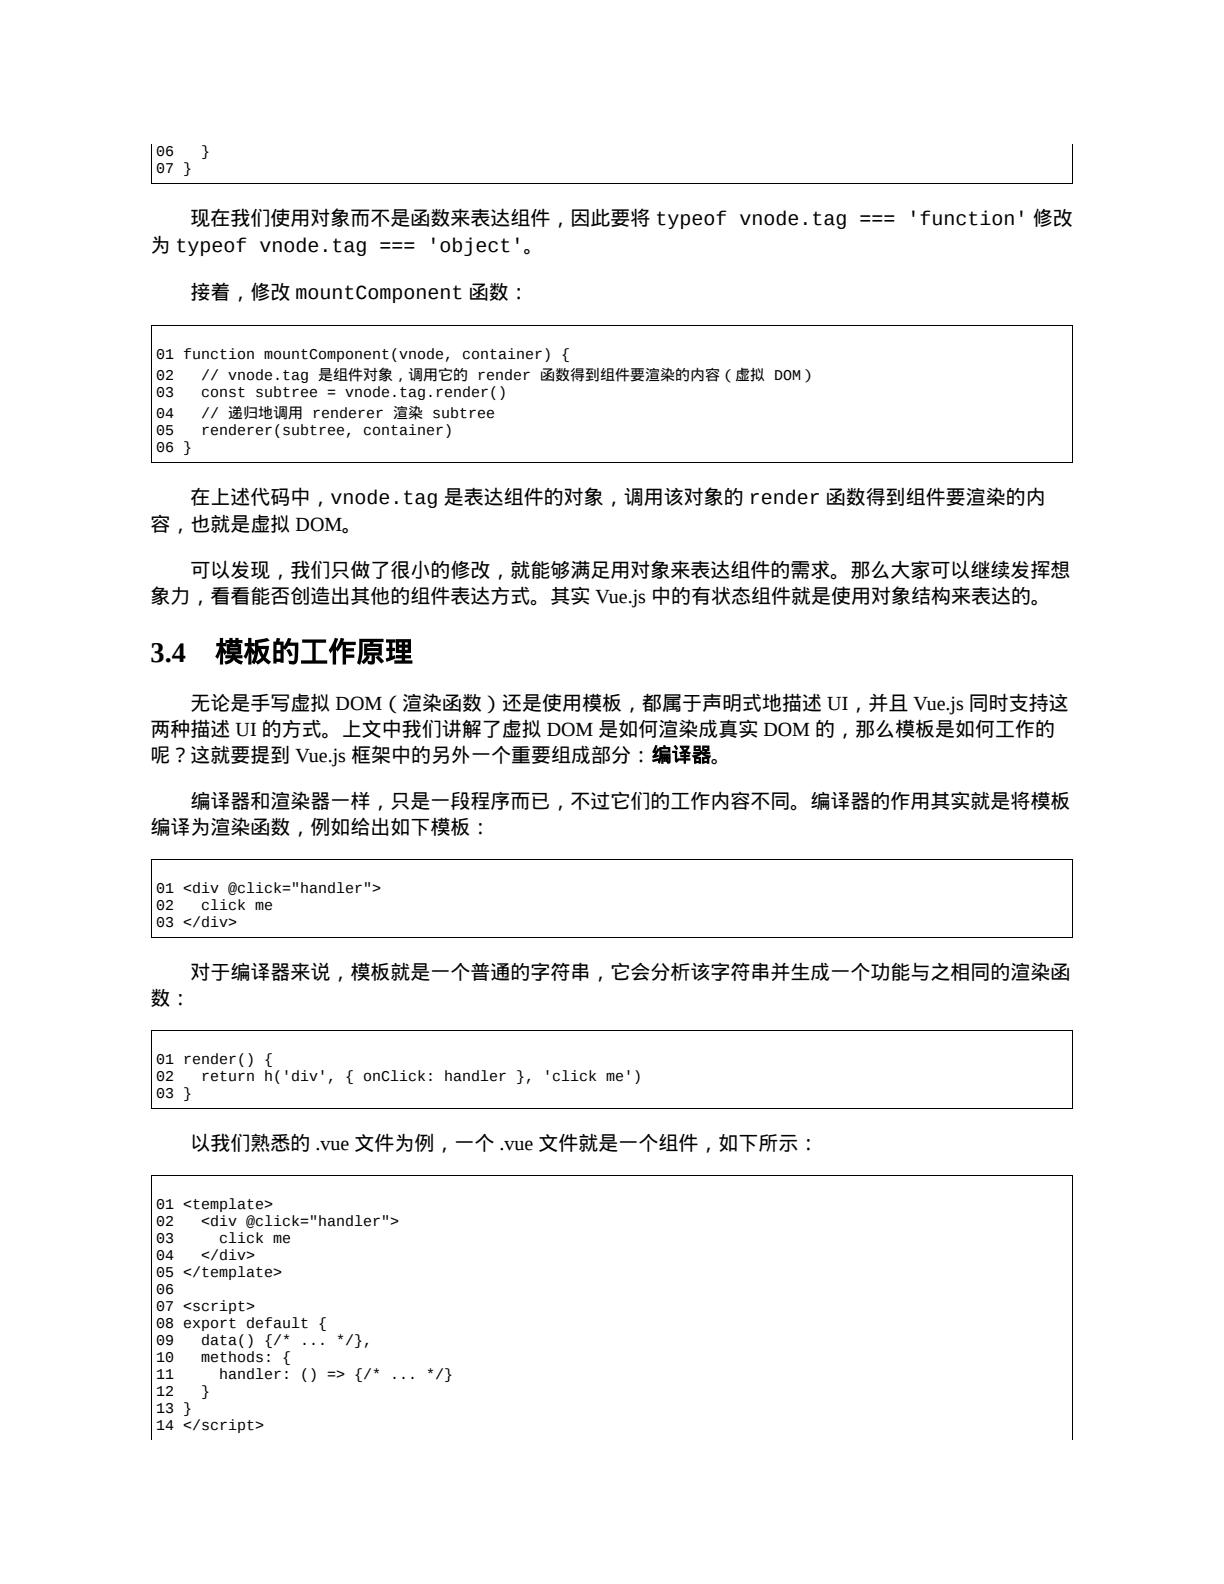 06   }
07 }
现在我们使用对象而不是函数来表达组件，因此要将 typeof vnode.tag === 'function' 修改
为 typeof vnode.tag === 'object'。
接着，修改 mountComponent 函数：
01 function mountComponent(vnode, container) {
02   // vnode.tag 是组件对象，调用它的 render 函数得到组件要渲染的内容（虚拟 DOM）
03   const subtree = vnode.tag.render()
04   // 递归地调用 renderer 渲染 subtree
05   renderer(subtree, container)
06 }
在上述代码中，vnode.tag 是表达组件的对象，调用该对象的 render 函数得到组件要渲染的内
容，也就是虚拟 DOM。
可以发现，我们只做了很小的修改，就能够满足用对象来表达组件的需求。那么大家可以继续发挥想
象力，看看能否创造出其他的组件表达方式。其实 Vue.js 中的有状态组件就是使用对象结构来表达的。
3.4　模板的工作原理
无论是手写虚拟 DOM（渲染函数）还是使用模板，都属于声明式地描述 UI，并且 Vue.js 同时支持这
两种描述 UI 的方式。上文中我们讲解了虚拟 DOM 是如何渲染成真实 DOM 的，那么模板是如何工作的
呢？这就要提到 Vue.js 框架中的另外一个重要组成部分：编译器。
编译器和渲染器一样，只是一段程序而已，不过它们的工作内容不同。编译器的作用其实就是将模板
编译为渲染函数，例如给出如下模板：
01 <div @click="handler">
02   click me
03 </div>
对于编译器来说，模板就是一个普通的字符串，它会分析该字符串并生成一个功能与之相同的渲染函
数：
01 render() {
02   return h('div', { onClick: handler }, 'click me')
03 }
以我们熟悉的 .vue 文件为例，一个 .vue 文件就是一个组件，如下所示：
01 <template>
02   <div @click="handler">
03     click me
04   </div>
05 </template>
06
07 <script>
08 export default {
09   data() {/* ... */},
10   methods: {
11     handler: () => {/* ... */}
12   }
13 }
14 </script>